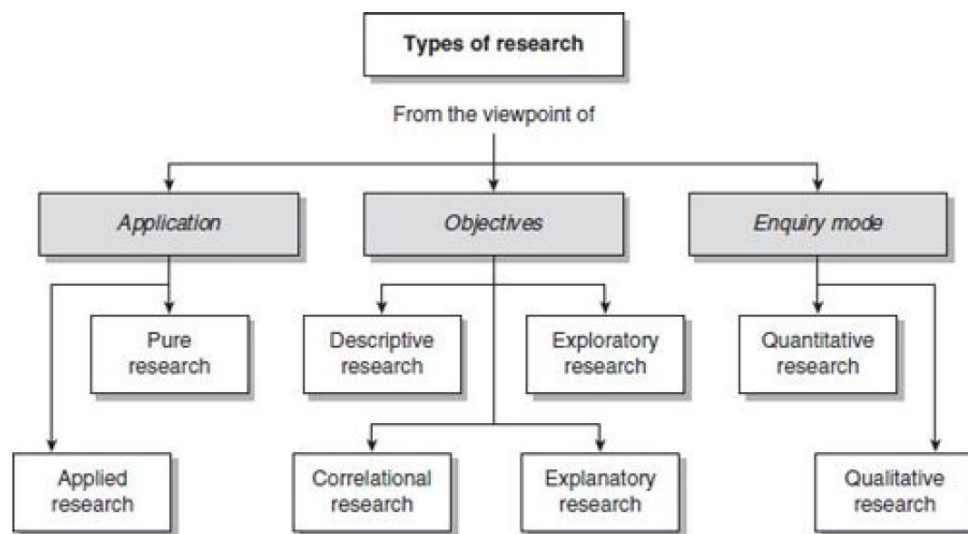 Types of research
From the viewpoint of
Application
Objectives
Enquiry mode
Pure
research
Descriptive
research
Exploratory
research
Quantitative
research
Applied
research
Correlational
research
Explanatory
research
Qualitative
research